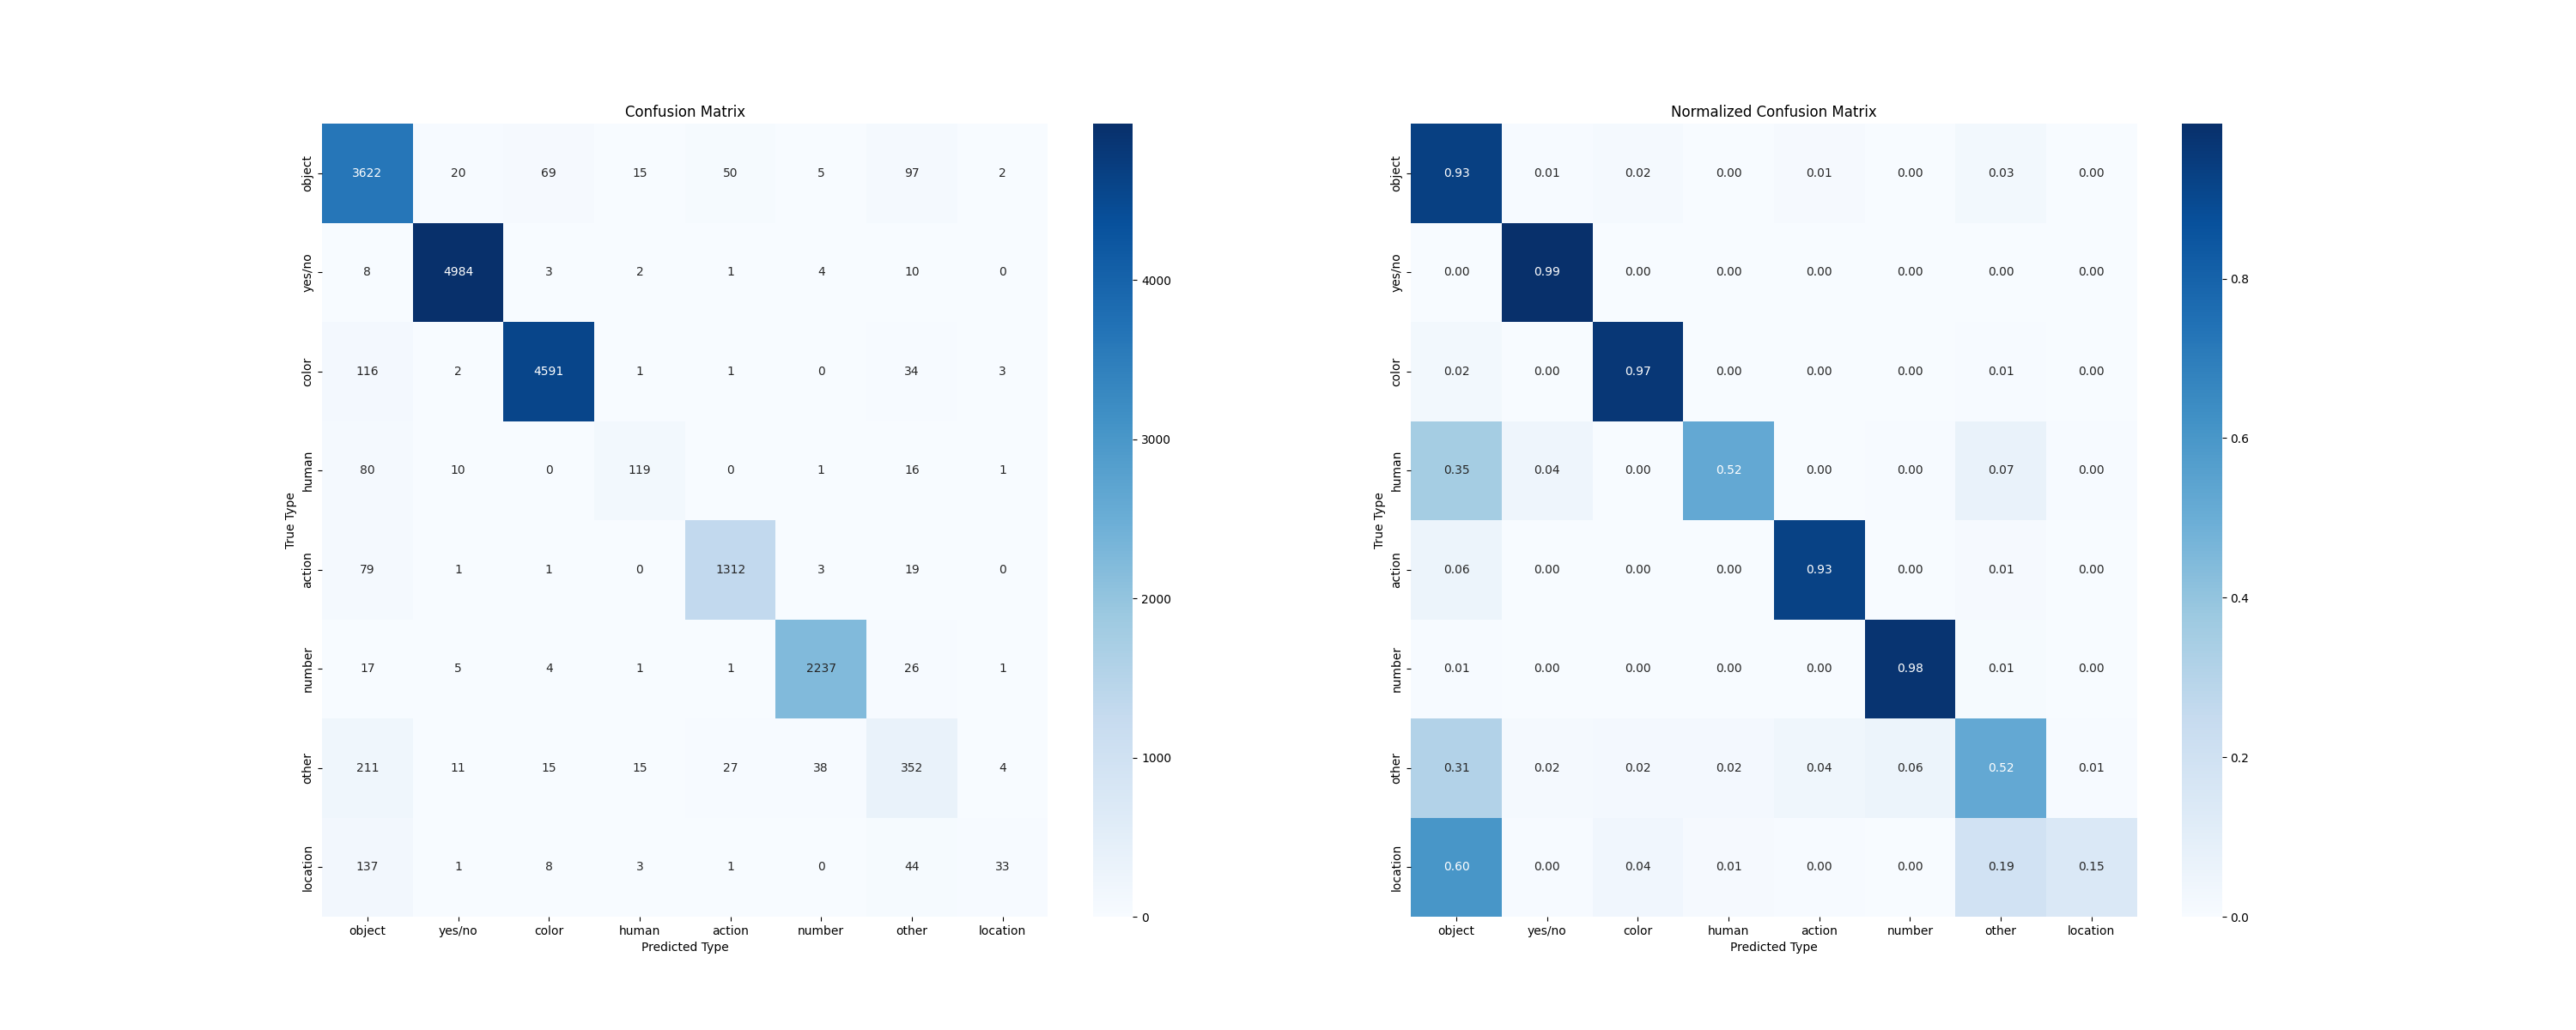 Confusion Matrix
object 3622 20 69 15 50 5 97 2
yes/no 8 4984 3 2 1 4 10 0
color 116 2 4591 1 1 0 34 3
human 80 10 0 119 0 1 16 1
action 79 1 1 0 1312 3 19 0
number 17 5 4 1 1 2237 26 1
other 211 11 15 15 27 38 352 4
location 137 1 8 3 1 0 44 33
True Type
object yes/no color human action number other location
Predicted Type
4000
3000
2000
1000
0
Normalized Confusion Matrix
object 0.93 0.01 0.02 0.00 0.01 0.00 0.03 0.00
yes/no 0.00 0.99 0.00 0.00 0.00 0.00 0.00 0.00
color 0.02 0.00 0.97 0.00 0.00 0.00 0.01 0.00
human 0.35 0.04 0.00 0.52 0.00 0.00 0.07 0.00
action 0.06 0.00 0.00 0.00 0.93 0.00 0.01 0.00
number 0.01 0.00 0.00 0.00 0.00 0.98 0.01 0.00
other 0.31 0.02 0.02 0.02 0.04 0.06 0.52 0.01
location 0.60 0.00 0.04 0.01 0.00 0.00 0.19 0.15
True Type
object yes/no color human action number other location
Predicted Type
0.8
0.6
0.4
0.2
0.0